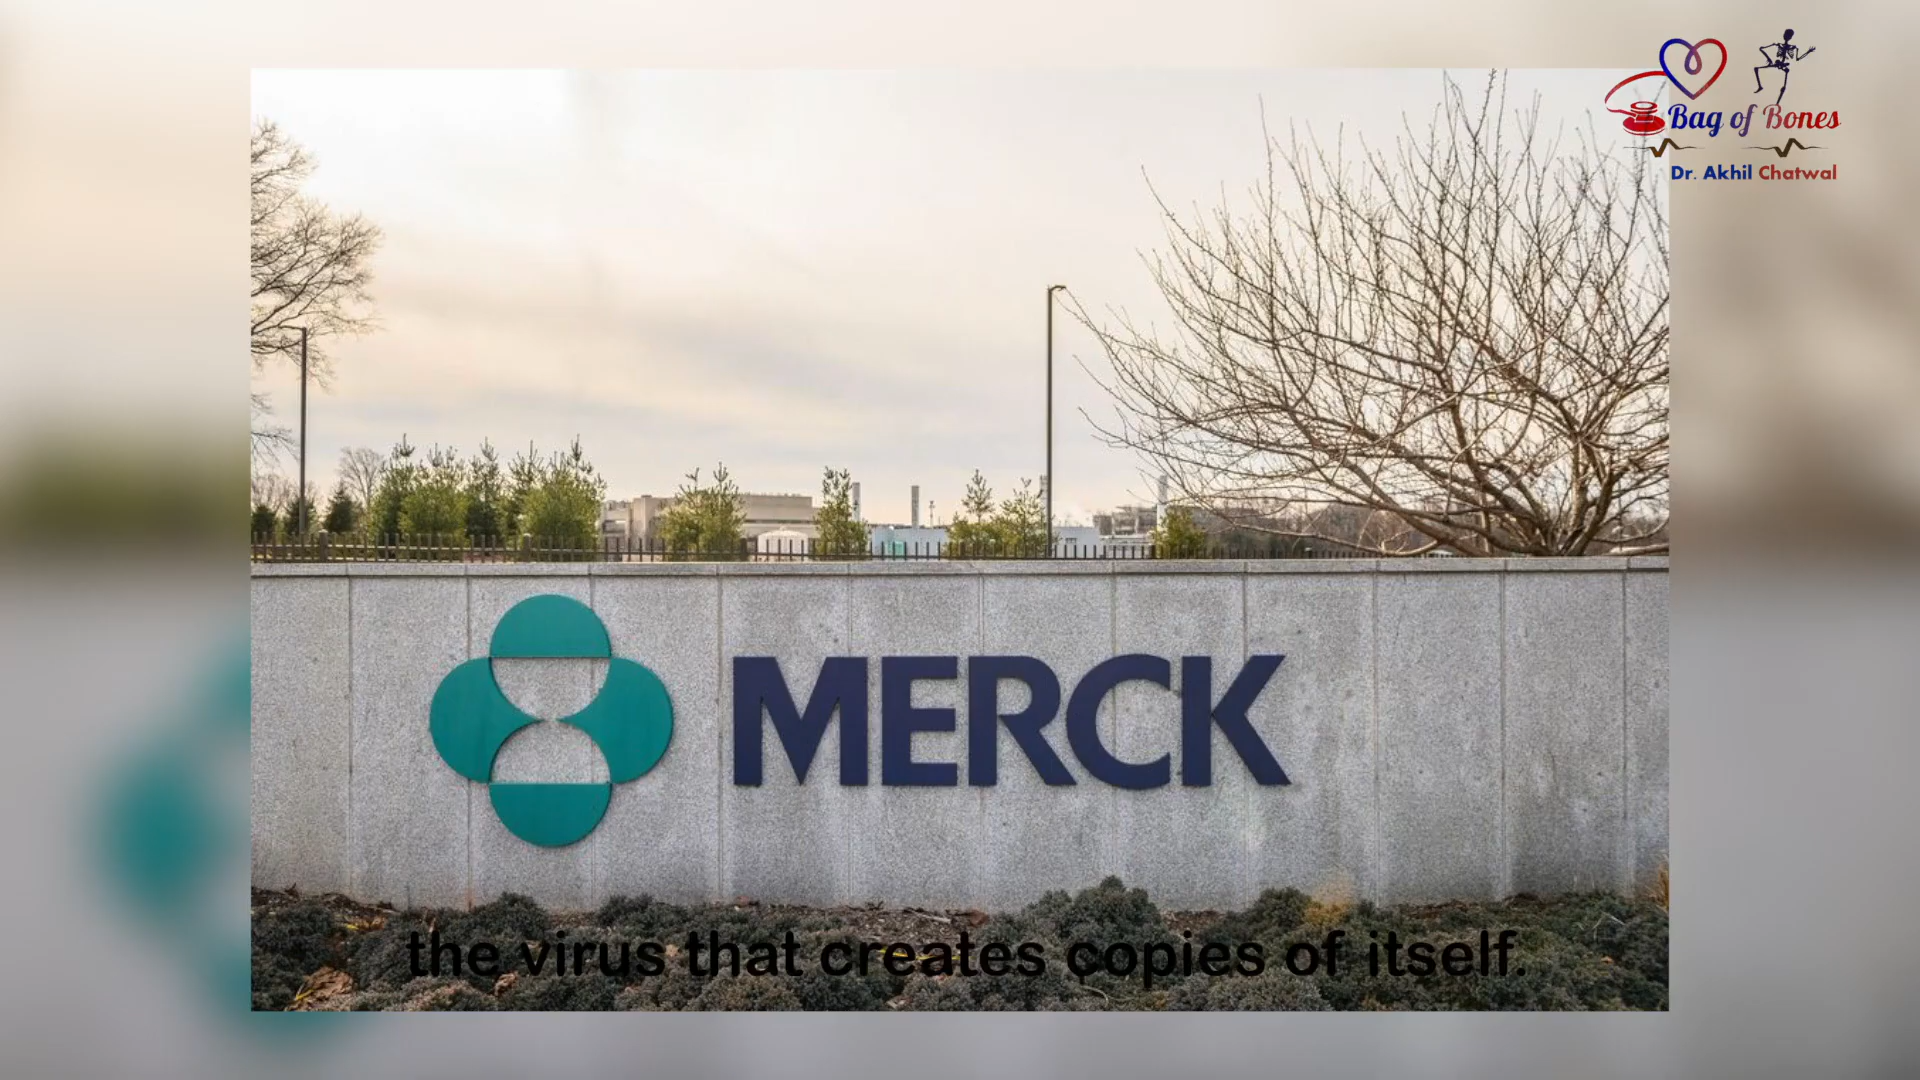 Bag of Bones
Dr. Akhil Chatwal
MERCK
the virus that creates copies of itself.